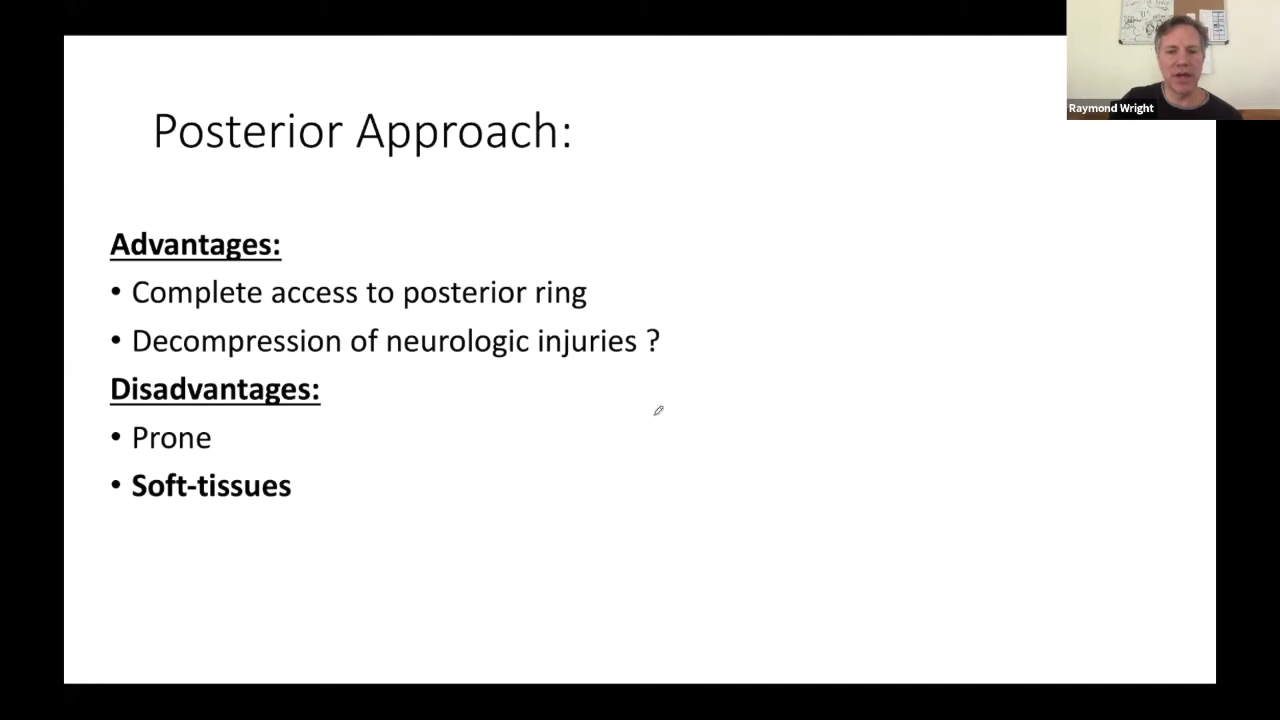 Posterior Approach:
Raymond Wright
Advantages:
• Complete access to posterior ring
• Decompression of neurologic injuries ?
Disadvantages:
• Prone
• Soft-tissues